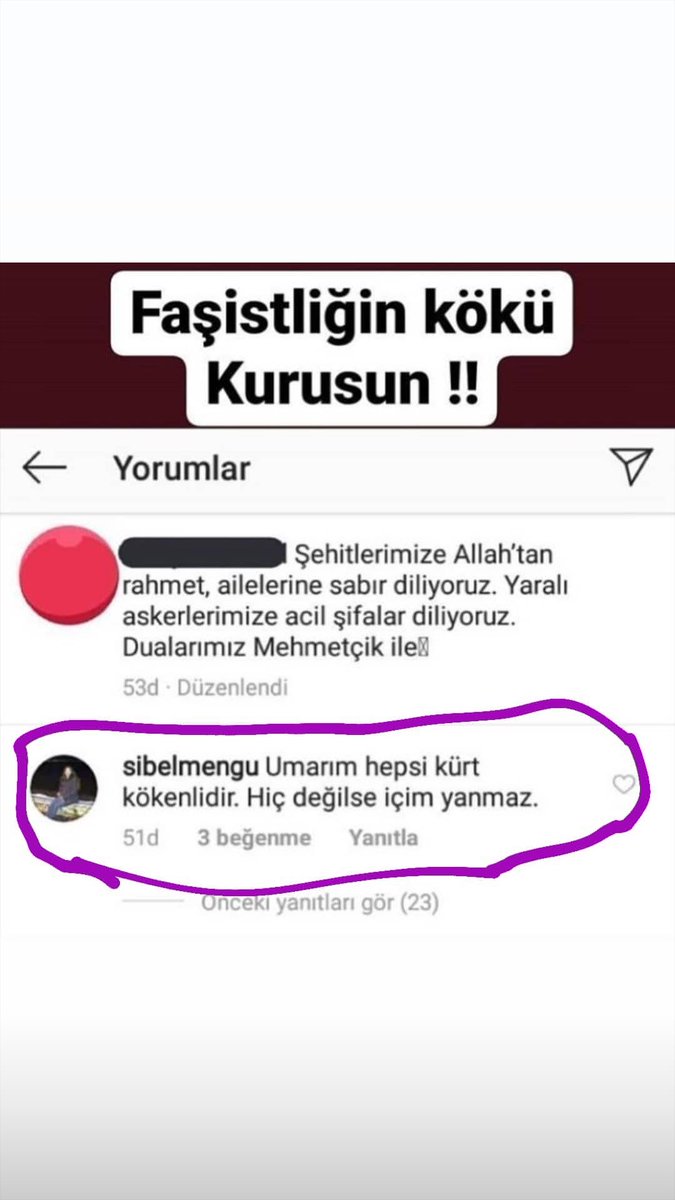 Faşistliğin kökü
Kurusun !!
Yorumlar
Şehitlerimize Allah'tan
rahmet, ailelerine sabır diliyoruz. Yaralı
askerlerimize acil şifalar diliyoruz.
Dualarımız Mehmetçik ile
53d · Düzenlendi
sibelmengu Umarım hepsi kürt
kökenlidir. Hiç değilse içim yanmaz.
51d 3 beğenme Yanıtla
Önceki yanıtları gör (23)